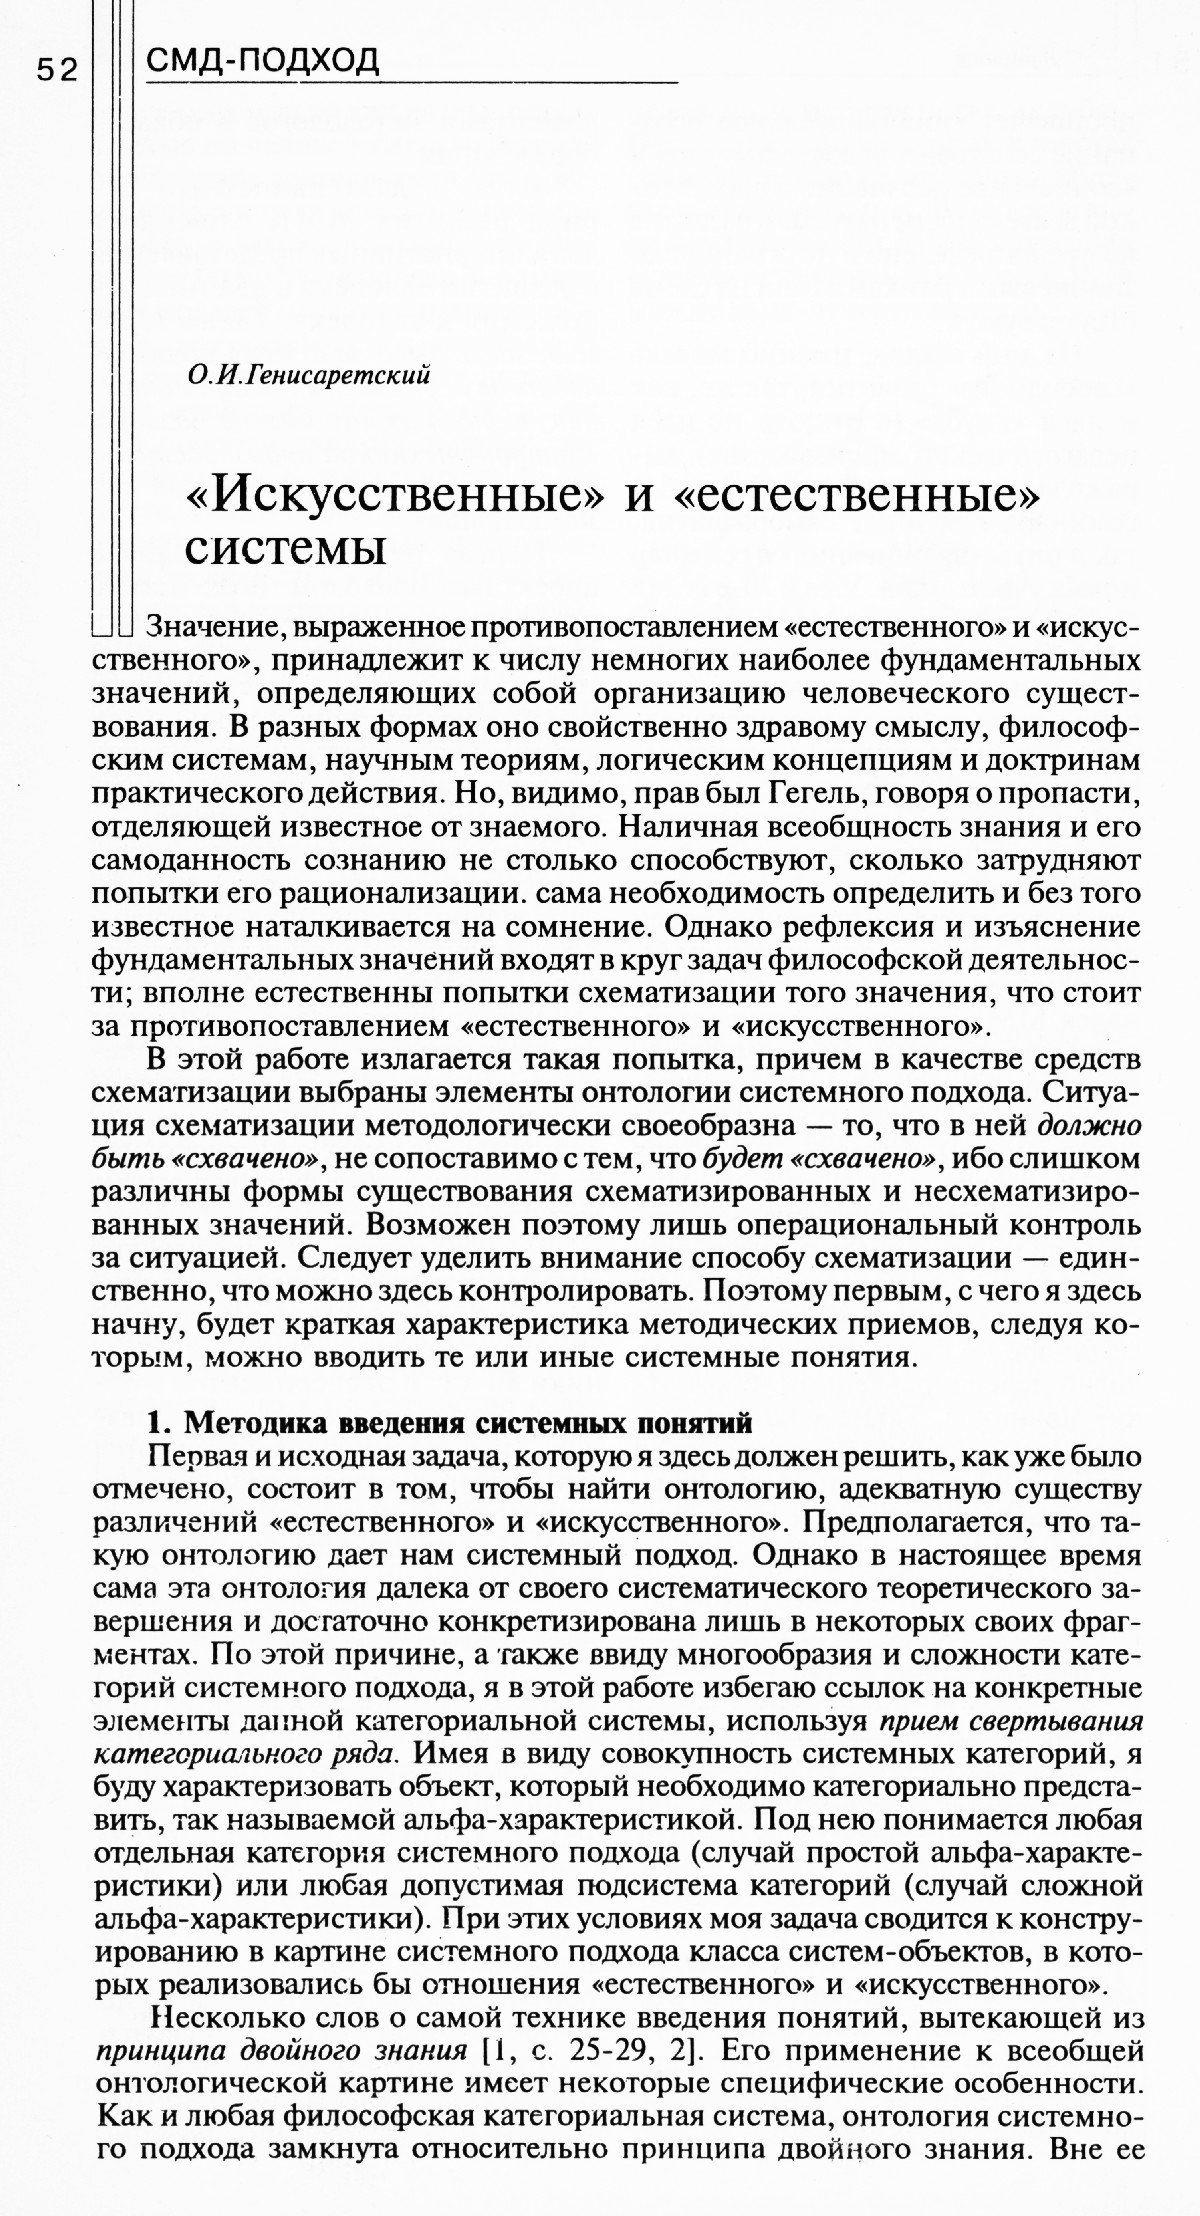 52
СМД-ПОДХОД
О.И.Генисаретский
«Искусственные» и «естественные»
системы
Значение, выраженное противопоставлением «естественного» и «искус-
ственного», принадлежит к числу немногих наиболее фундаментальных
значений, определяющих собой организацию человеческого сущест-
вования. В разных формах оно свойственно здравому смыслу, философ-
ским системам, научным теориям, логическим концепциям и доктринам
практического действия. Но, видимо, прав был Гегель, говоря о пропасти,
отделяющей известное от знаемого. Наличная всеобщность знания и его
самоданность сознанию не столько способствуют, сколько затрудняют
попытки его рационализации. сама необходимость определить и без того
известное наталкивается на сомнение. Однако рефлексия и изъяснение
фундаментальных значений входят в круг задач философской деятельнос-
ти; вполне естественны попытки схематизации того значения, что стоит
за противопоставлением «естественного» и «искусственного».
В этой работе излагается такая попытка, причем в качестве средств
схематизации выбраны элементы онтологии системного подхода. Ситуа-
ция схематизации методологически своеобразна — то, что в ней должно
быть «схвачено», не сопоставимо с тем, что будет «схвачено», ибо слишком
различны формы существования схематизированных и несхематизиро-
ванных значений. Возможен поэтому лишь операциональный контроль
за ситуацией. Следует уделить внимание способу схематизации — един-
ственно, что можно здесь контролировать. Поэтому первым, с чего я здесь
начну, будет краткая характеристика методических приемов, следуя ко-
торым, можно вводить те или иные системные понятия.
1. Методика введения системных понятий
Первая и исходная задача, которую я здесь должен решить, как уже было
отмечено, состоит в том, чтобы найти онтологию, адекватную существу
различений «естественного» и «искусственного». Предполагается, что та-
кую онтологию дает нам системный подход. Однако в настоящее время
сама эта онтология далека от своего систематического теоретического за-
вершения и достаточно конкретизирована лишь в некоторых своих фраг-
ментах. По этой причине, а также ввиду многообразия и сложности кате-
горий системного подхода, я в этой работе избегаю ссылок на конкретные
элементы данной категориальной системы, используя прием свертывания
категориального ряда. Имея в виду совокупность системных категорий, я
буду характеризовать объект, который необходимо категориально предста-
вить, так называемой альфа-характеристикой. Под нею понимается любая
отдельная категория системного подхода (случай простой альфа-характе-
ристики) или любая допустимая подсистема категорий (случай сложной
альфа-характеристики). При этих условиях моя задача сводится к констру-
ированию в картине системного подхода класса систем-объектов, в кото-
рых реализовались бы отношения «естественного» и «искусственного».
Несколько слов о самой технике введения понятий, вытекающей из
принципа двойного знания [1, с. 25-29, 2]. Его применение к всеобщей
онтологической картине имеет некоторые специфические особенности.
Как и любая философская категориальная система, онтология системно-
го подхода замкнута относительно принципа двойного знания. Вне ее